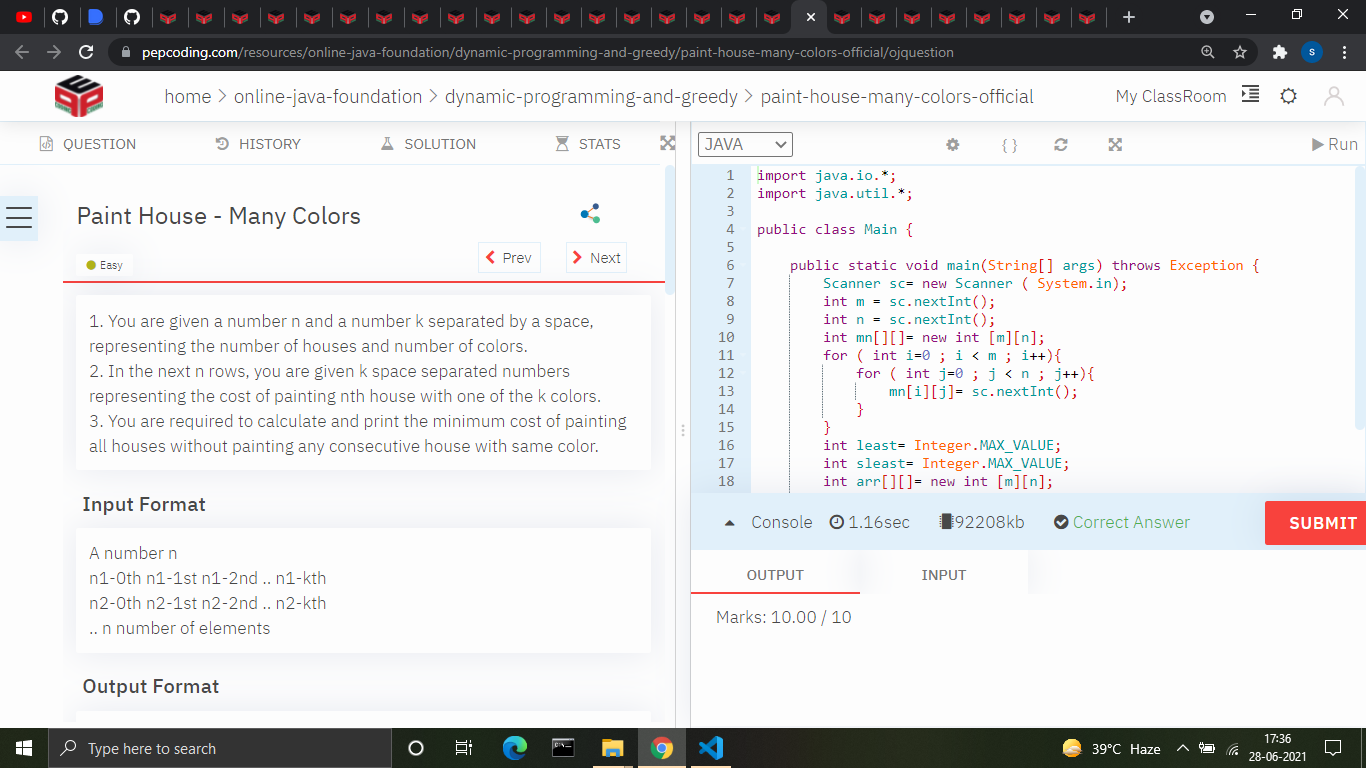 pepcoding.com/resources/online-java-foundation/dynamic-programming-and-greedy/paint-house-many-colors-official/ojquestion
S
home > online-java-foundation > dynamic-programming-and-greedy > paint-house-many-colors-official
My ClassRoom
QUESTION
HISTORY
SOLUTION
STATS
JAVA
{ }
Run
Paint House - Many Colors
Easy
Prev
Next
1. You are given a number n and a number k separated by a space,
representing the number of houses and number of colors.
2. In the next n rows, you are given k space separated numbers
representing the cost of painting nth house with one of the k colors.
3. You are required to calculate and print the minimum cost of painting
all houses without painting any consecutive house with same color.
Input Format
A number n
n1-0th n1-1st n1-2nd .. n1-kth
n2-0th n2-1st n2-2nd .. n2-kth
.. n number of elements
Output Format
1 import java.io.*;
2 import java.util.*;
3
4 public class Main {
5
6 public static void main(String[] args) throws Exception {
7 Scanner sc= new Scanner ( System.in);
8 int m = sc.nextInt();
9 int n = sc.nextInt();
10 int mn[][]= new int [m][n];
11 for ( int i=0 ; i < m ; i++){
12 for ( int j=0 ; j < n ; j++){
13 mn[i][j]= sc.nextInt();
14 }
15 }
16 int least= Integer.MAX_VALUE;
17 int sleast= Integer.MAX_VALUE;
18 int arr[][]= new int [m][n];
Console
1.16sec
92208kb
Correct Answer
SUBMIT
OUTPUT
INPUT
Marks: 10.00 / 10
Type here to search
39°C Haze
17:36
28-06-2021